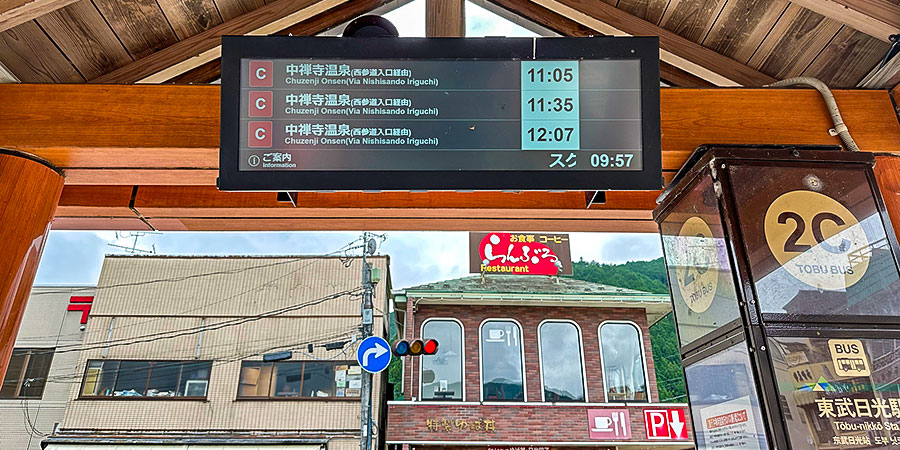 C 中禅寺温泉(西参道入口経由) 11:05
Chuzenji Onsen(Via Nishisando Iriguchi)
C 中禅寺温泉(西参道入口経由) 11:35
Chuzenji Onsen(Via Nishisando Iriguchi)
C 中禅寺温泉(西参道入口経由) 12:07
Chuzenji Onsen(Via Nishisando Iriguchi)
ⓘ ご案内 スク 09:57
Information
お食事 コーヒー
らんぶる
Restaurant
P
2C
TOBU BUS
2C
TOBU BUS
BUS
東武日光駅
Tōbu-nikkō Sta.